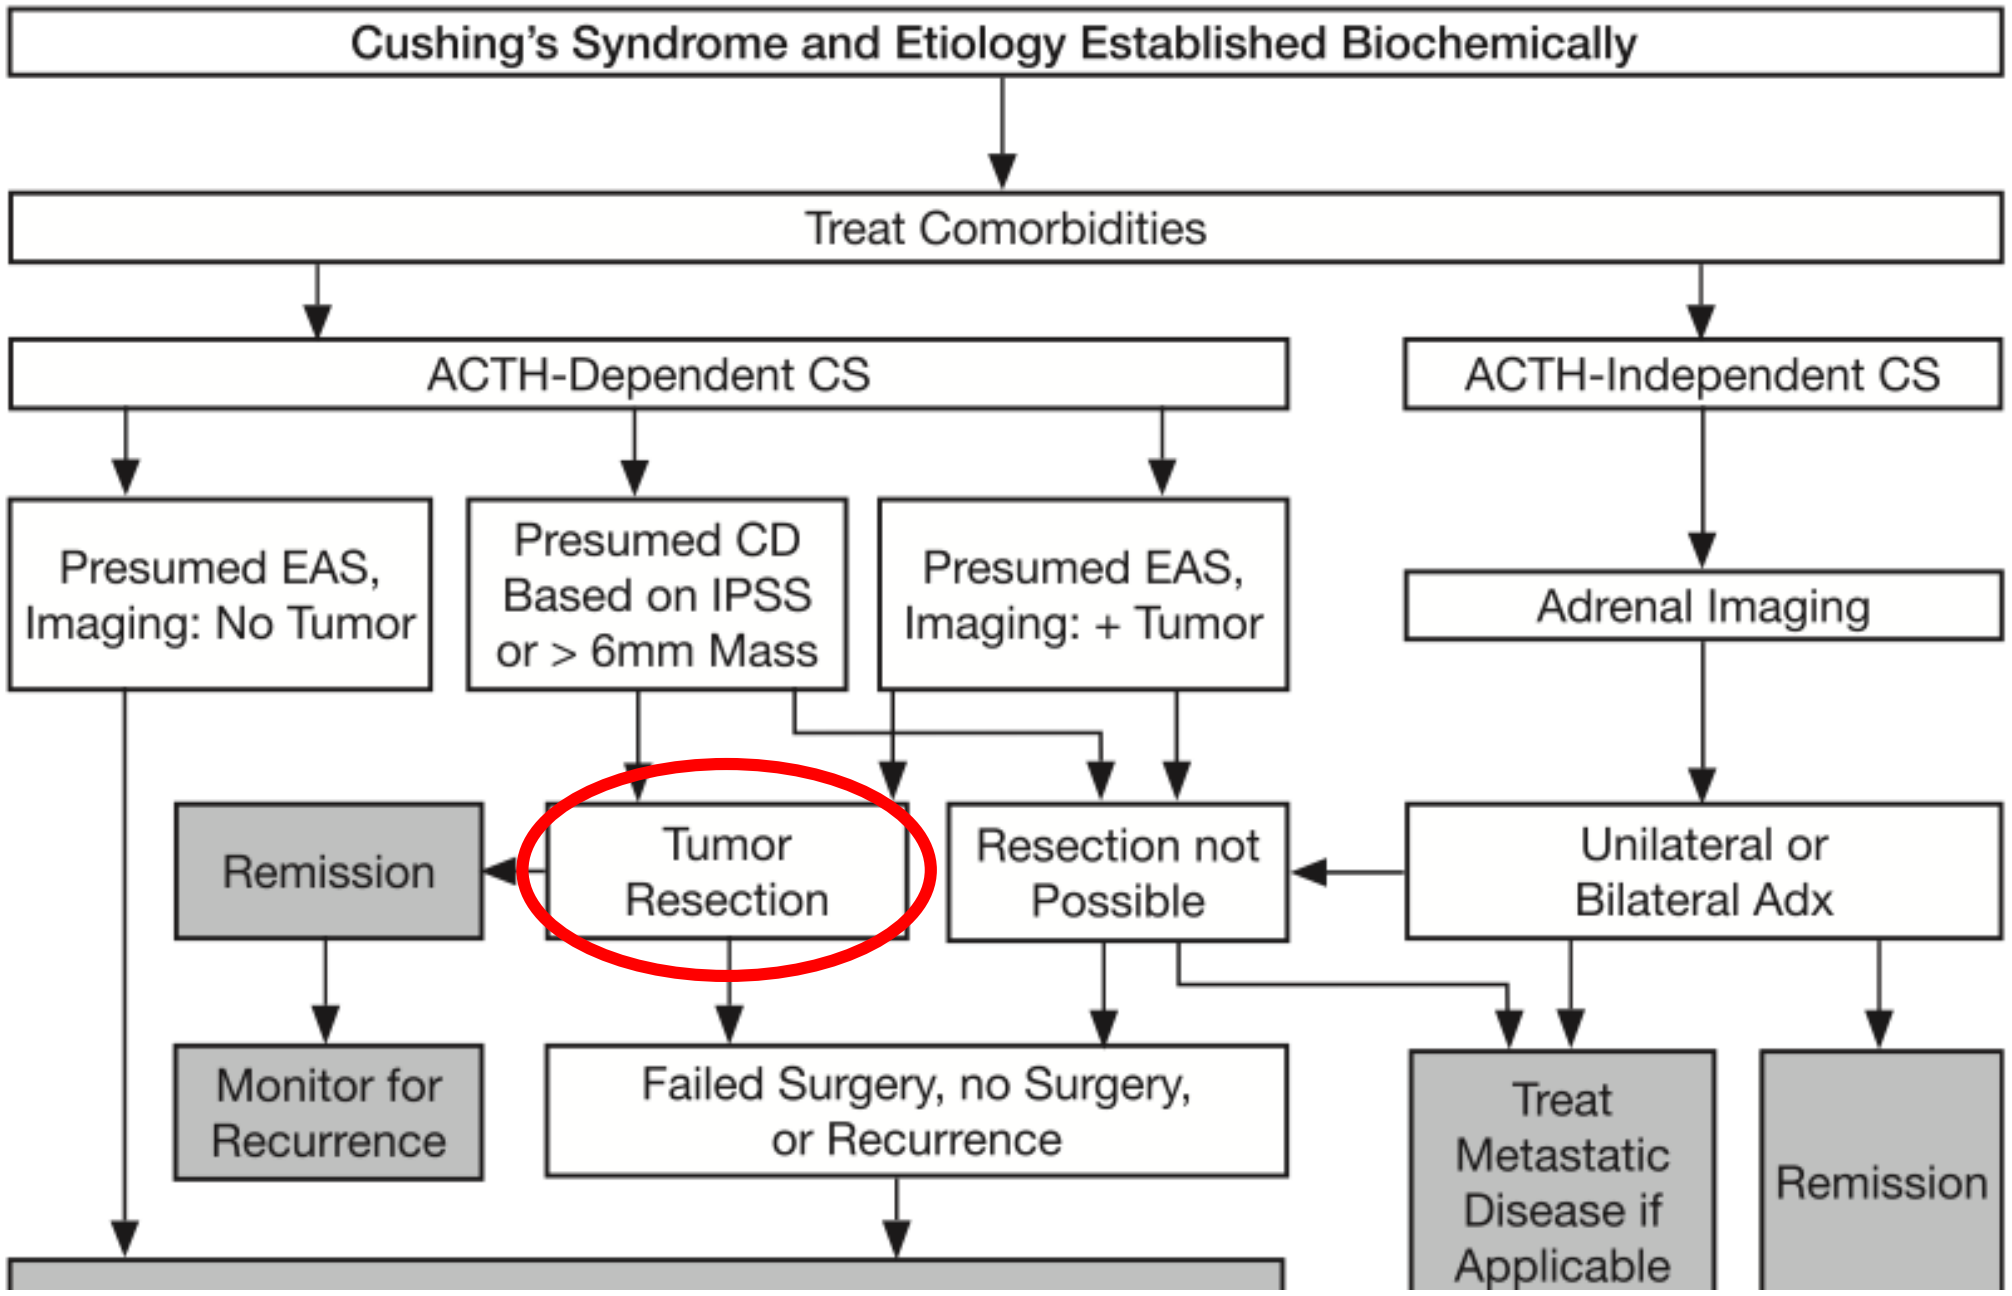 Cushing's Syndrome and Etiology Established Biochemically
Treat Comorbidities
ACTH-Dependent CS
ACTH-Independent CS
Presumed EAS,
Imaging: No Tumor
Presumed CD
Based on IPSS
or > 6mm Mass
Presumed EAS,
Imaging: + Tumor
Adrenal Imaging
Remission
Tumor
Resection
Resection not
Possible
Unilateral or
Bilateral Adx
Monitor for
Recurrence
Failed Surgery, no Surgery,
or Recurrence
Treat
Metastatic
Disease if
Applicable
Remission